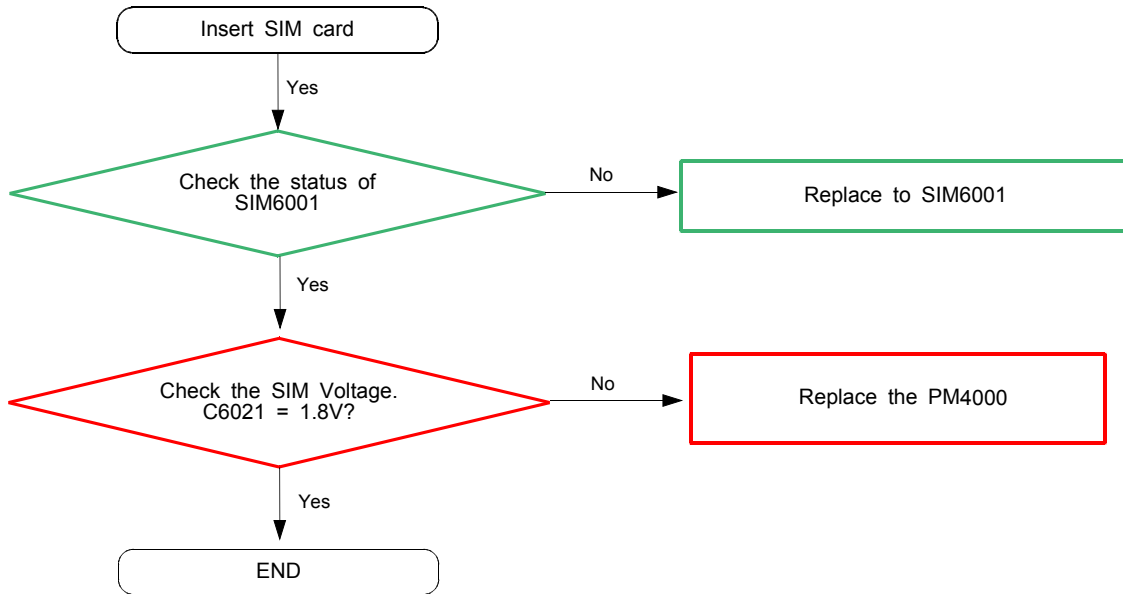 Insert SIM card
Yes
Check the status of
SIM6001
No
Replace to SIM6001
Yes
Check the SIM Voltage.
C6021 = 1.8V?
No
Replace the PM4000
Yes
END